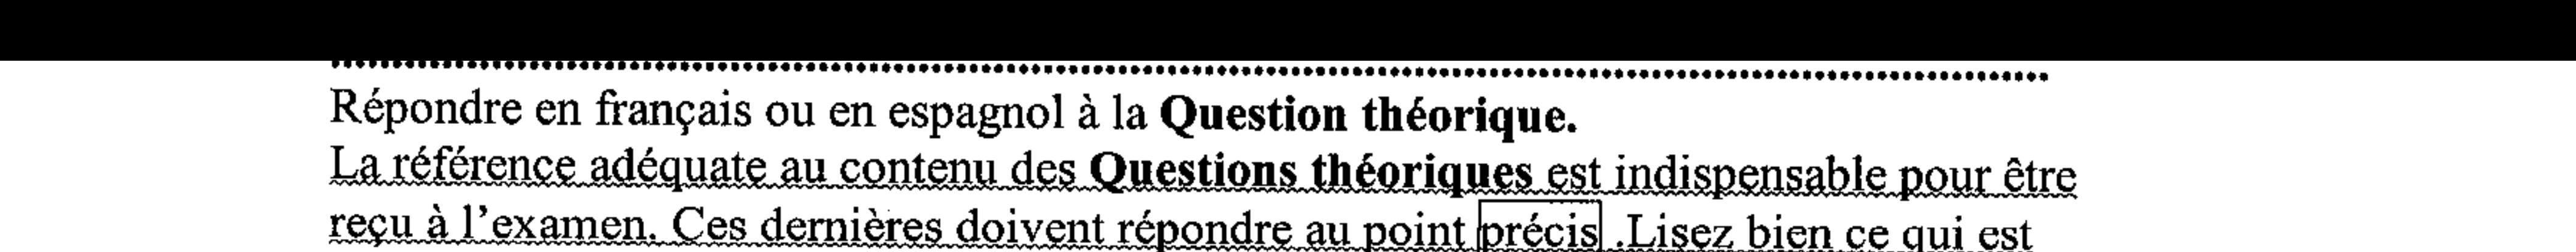 Répondre en français ou en espagnol à la Question théorique.
La référence adéquate au contenu des Questions théoriques est indispensable pour être
reçu à l'examen. Ces dernières doivent répondre au point précis .Lisez bien ce qui est